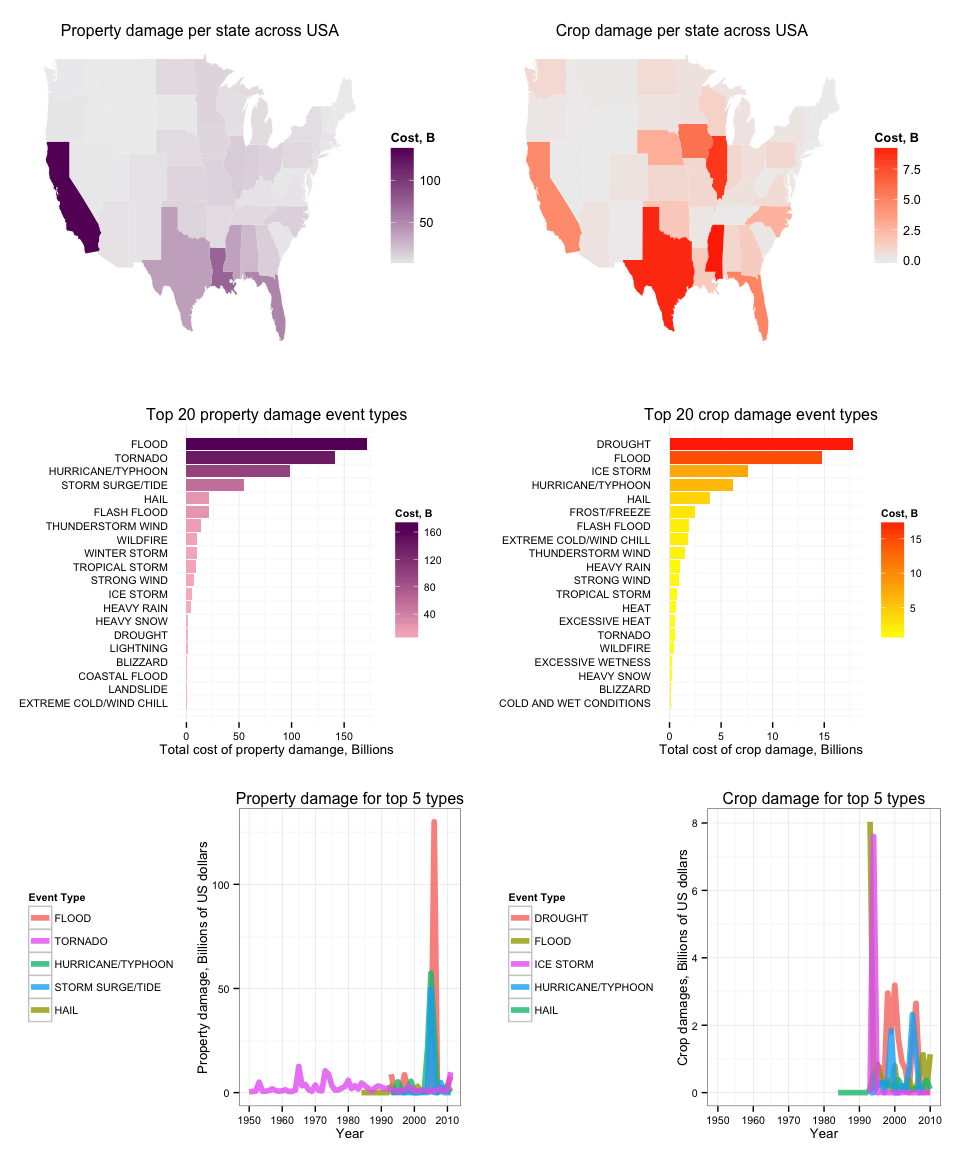 Property damage per state across USA
Cost, B
100
50
Crop damage per state across USA
Cost, B
7.5
5.0
2.5
0.0
Top 20 property damage event types
FLOOD
TORNADO
HURRICANE/TYPHOON
STORM SURGE/TIDE
HAIL
FLASH FLOOD
THUNDERSTORM WIND
WILDFIRE
WINTER STORM
TROPICAL STORM
STRONG WIND
ICE STORM
HEAVY RAIN
HEAVY SNOW
DROUGHT
LIGHTNING
BLIZZARD
COASTAL FLOOD
LANDSLIDE
EXTREME COLD/WIND CHILL
0 50 100 150
Total cost of property damange, Billions
Cost, B
160
120
80
40
Top 20 crop damage event types
DROUGHT
FLOOD
ICE STORM
HURRICANE/TYPHOON
HAIL
FROST/FREEZE
FLASH FLOOD
EXTREME COLD/WIND CHILL
THUNDERSTORM WIND
HEAVY RAIN
STRONG WIND
TROPICAL STORM
HEAT
EXCESSIVE HEAT
TORNADO
WILDFIRE
EXCESSIVE WETNESS
HEAVY SNOW
BLIZZARD
COLD AND WET CONDITIONS
0 5 10 15
Total cost of crop damage, Billions
Cost, B
15
10
5
Property damage for top 5 types
Event Type
FLOOD
TORNADO
HURRICANE/TYPHOON
STORM SURGE/TIDE
HAIL
Property damage, Billions of US dollars
100
50
0
1950 1960 1970 1980 1990 2000 2010
Year
Crop damage for top 5 types
Event Type
DROUGHT
FLOOD
ICE STORM
HURRICANE/TYPHOON
HAIL
Crop damages, Billions of US dollars
8
6
4
2
0
1950 1960 1970 1980 1990 2000 2010
Year